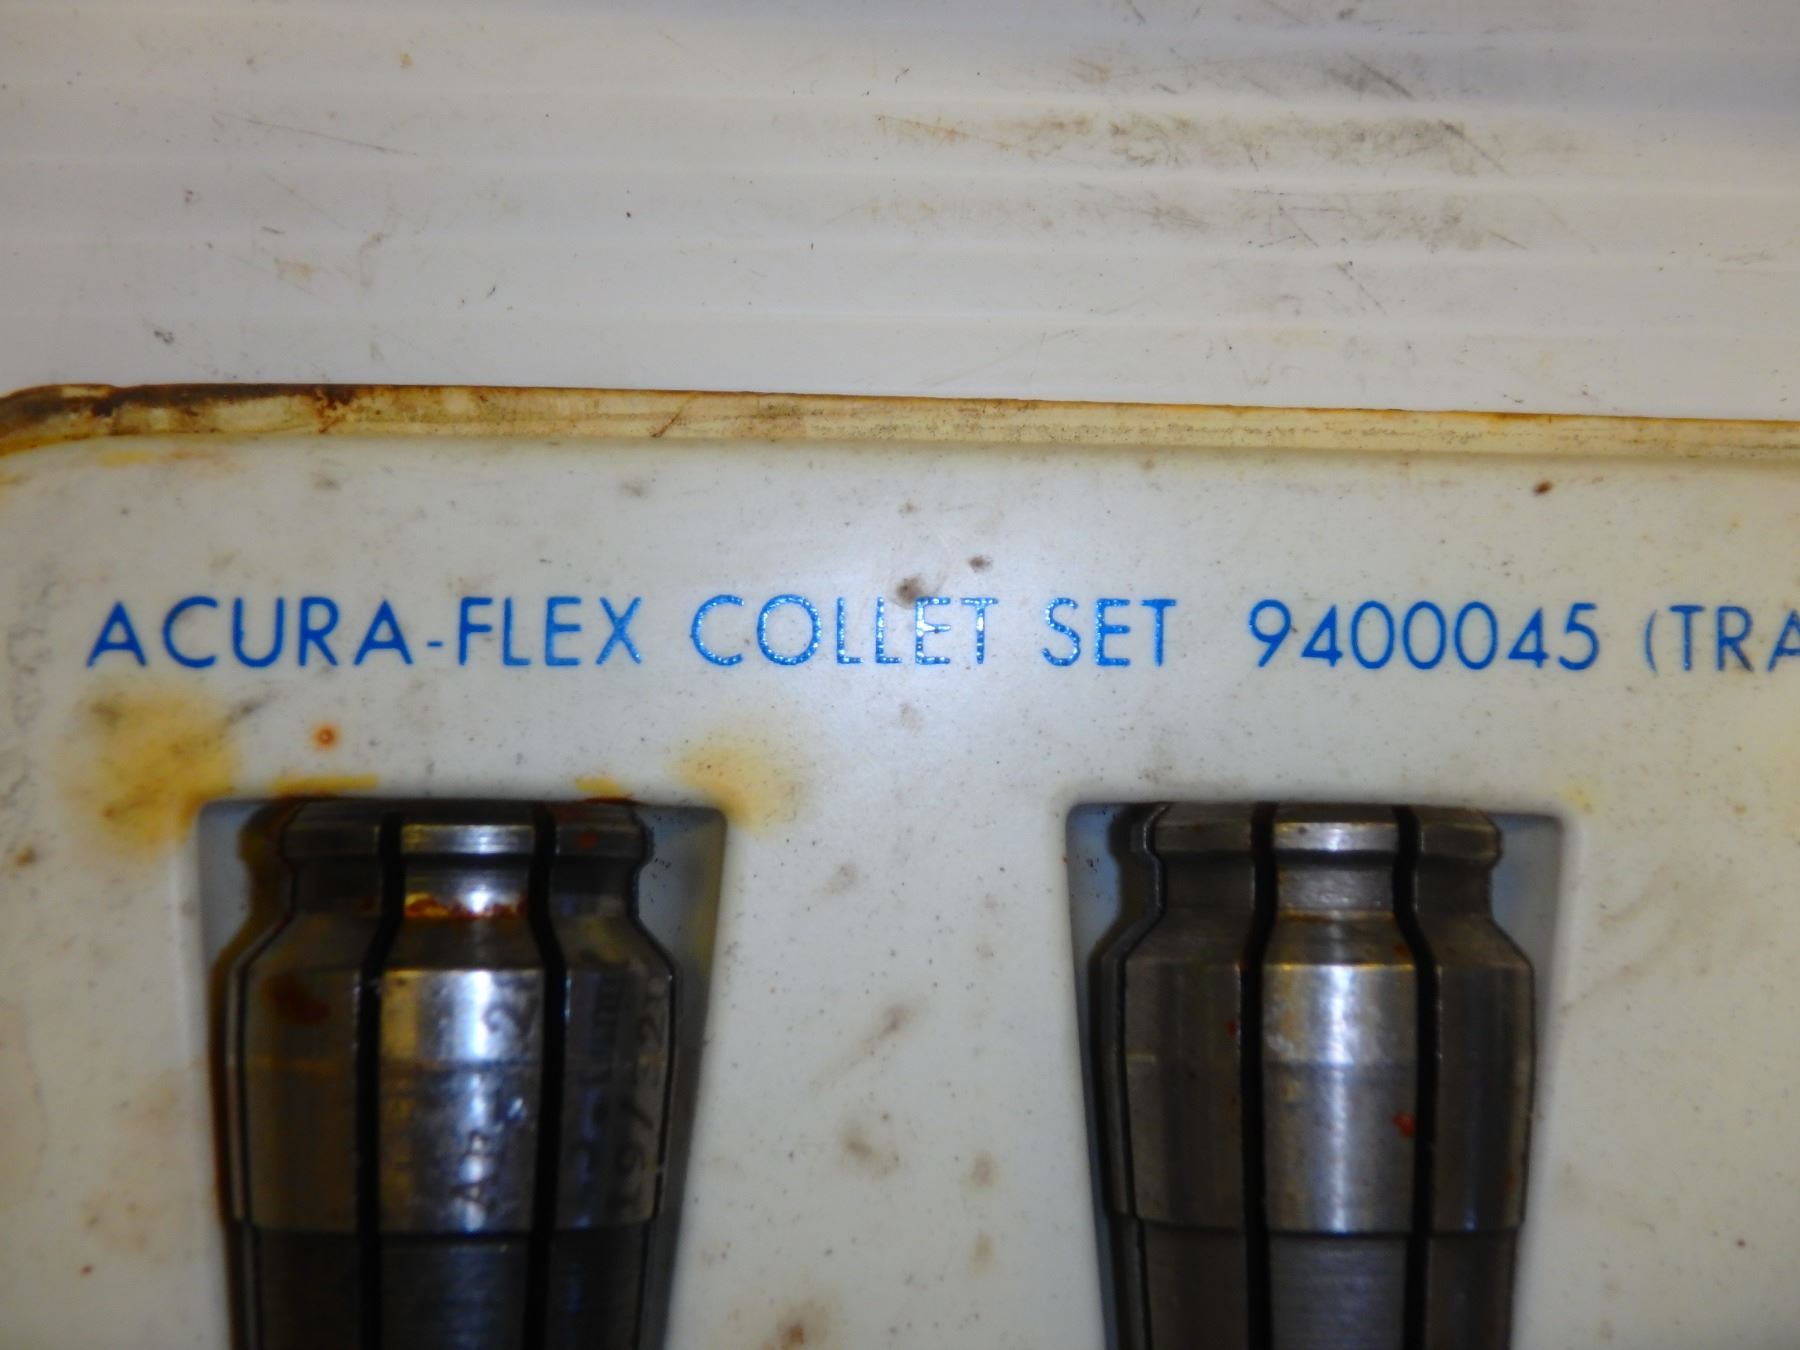 ACURA-FLEX COLLET SET 9400045 (TRA